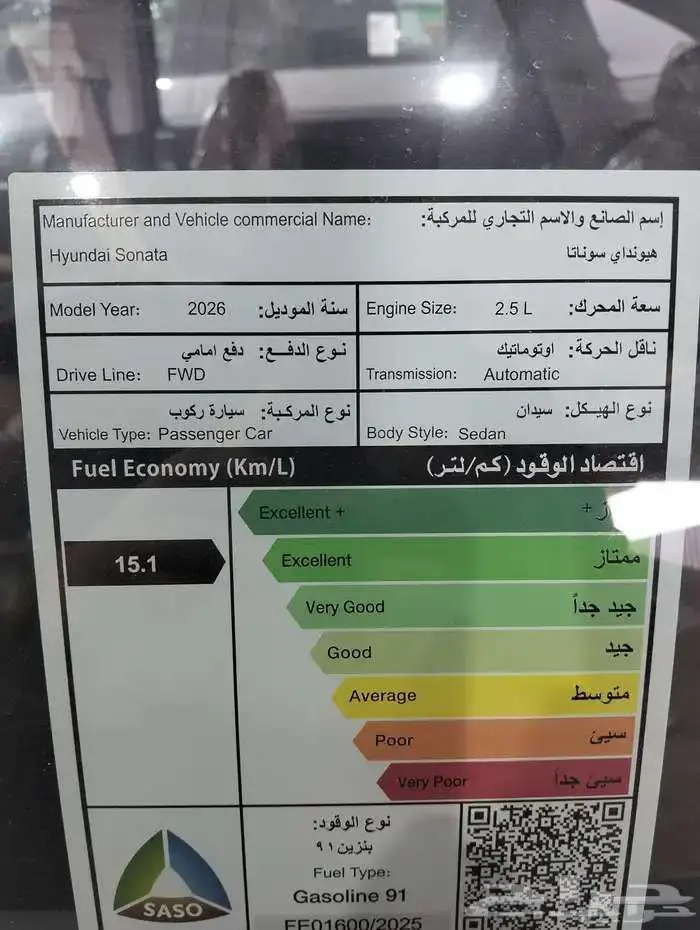 Manufacturer and Vehicle commercial Name: إسم الصانع والاسم التجاري للمركبة:
Hyundai Sonata هيونداي سوناتا
Model Year: 2026 سنة الموديل:
Engine Size: 2.5 L سعة المحرك:
نوع الدفع: دفع امامي
Drive Line: FWD
ناقل الحركة: اوتوماتيك
Transmission: Automatic
نوع المركبة: سيارة ركوب
Vehicle Type: Passenger Car
نوع الهيكل: سيدان
Body Style: Sedan
Fuel Economy (Km/L) اقتصاد الوقود (كم/لتر)
Excellent +
15.1
Excellent ممتاز
Very Good جيد جداً
Good جيد
Average متوسط
Poor سيئ
Very Poor سيئ جداً
نوع الوقود:
بنزين ٩١
Fuel Type:
Gasoline 91
SASO
FE01600/2025